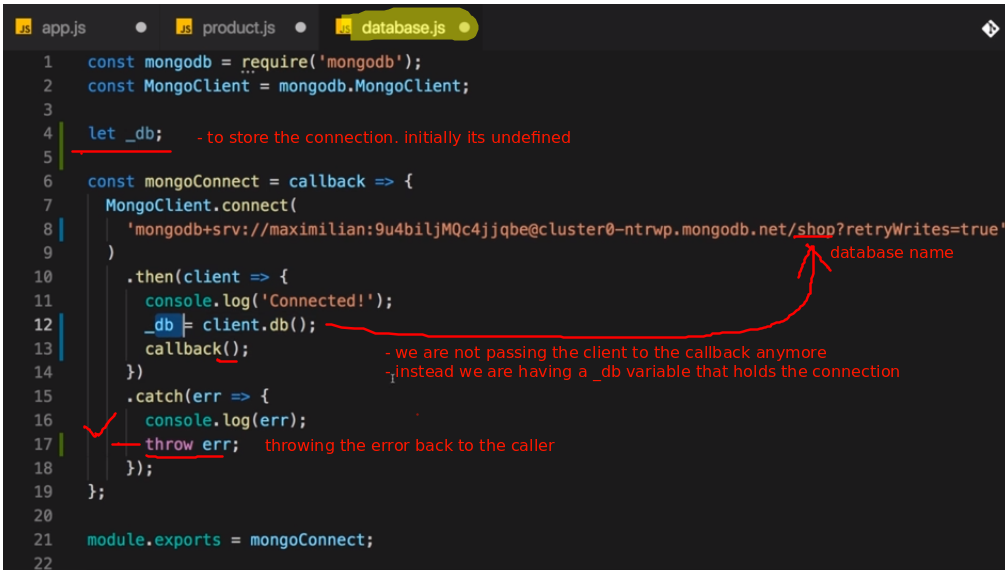 JS app.js JS product.js JS database.js
1 const mongodb = require('mongodb');
2 const MongoClient = mongodb.MongoClient;
3
4 let _db; - to store the connection. initially its undefined
5
6 const mongoConnect = callback => {
7 MongoClient.connect(
8 'mongodb+srv://maximilian:9u4biljMQc4jjqbe@cluster0-ntrwp.mongodb.net/shop?retryWrites=true'
9 )
database name
10 .then(client => {
11 console.log('Connected!');
12 _db = client.db();
13 callback();
- we are not passing the client to the callback anymore
14 })
- instead we are having a _db variable that holds the connection
15 .catch(err => {
16 console.log(err);
17 throw err; throwing the error back to the caller
18 });
19 };
20
21 module.exports = mongoConnect;
22